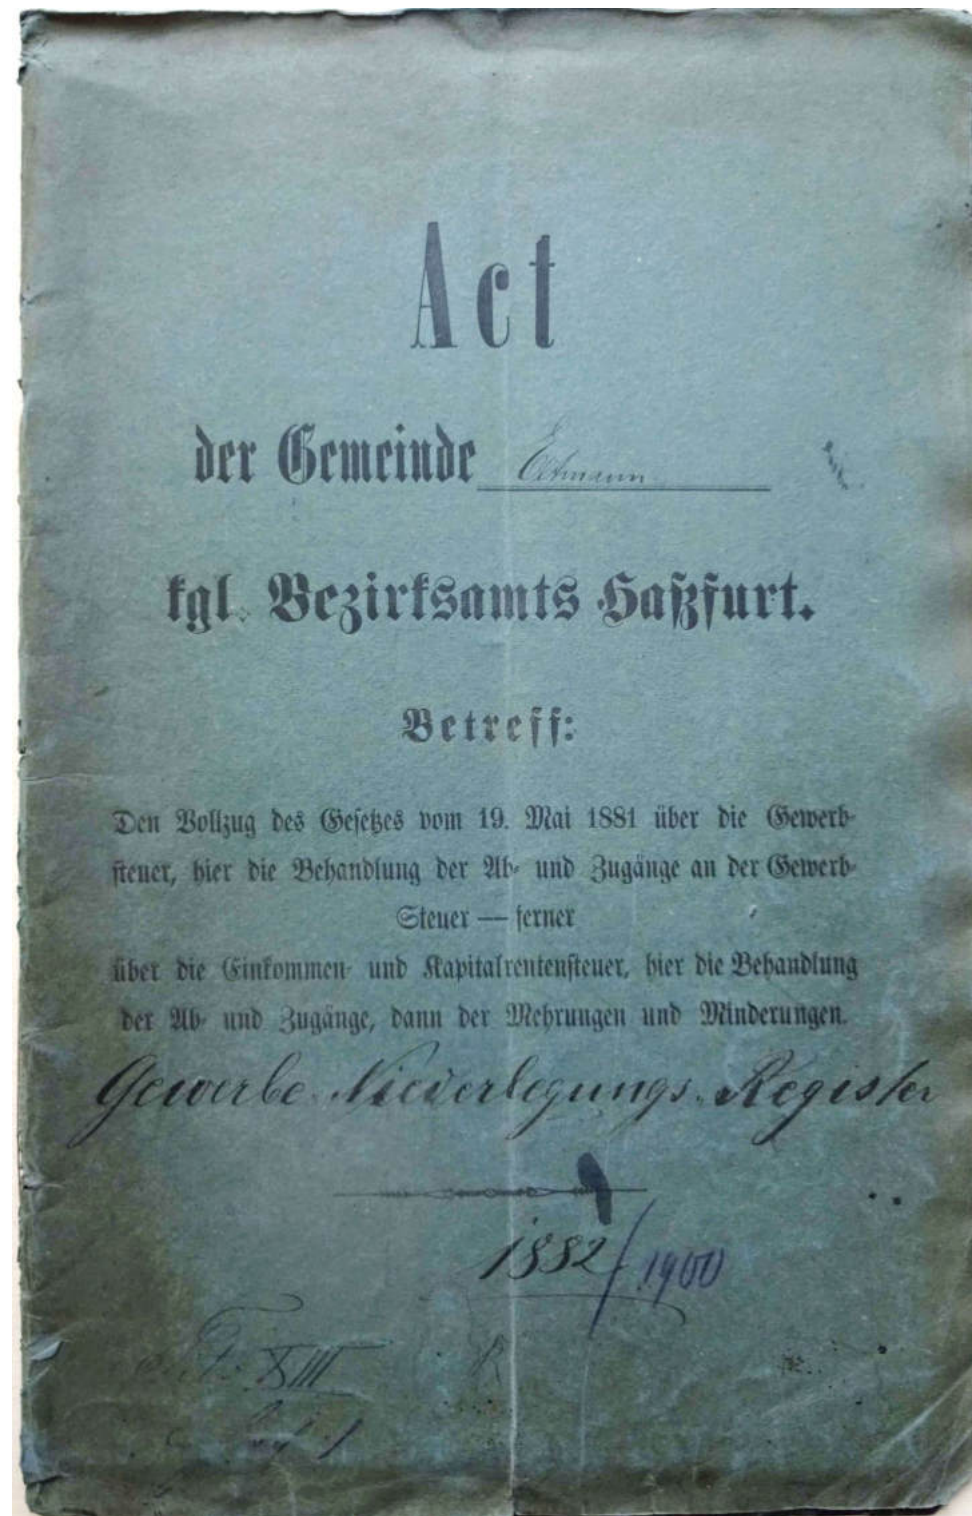 Act
der Gemeinde Eltmann
kgl. Bezirksamts Haßfurt.
Betreff:
Den Vollzug des Gesetzes vom 19. Mai 1881 über die Gewerb-
steuer, hier die Behandlung der Ab- und Zugänge an der Gewerb-
Steuer — ferner
über die Einkommen- und Kapitalrentensteuer, hier die Behandlung
der Ab- und Zugänge, dann der Mehrungen und Minderungen.
Gewerbe-Niederlegungs-Register
1882/1900
XIII